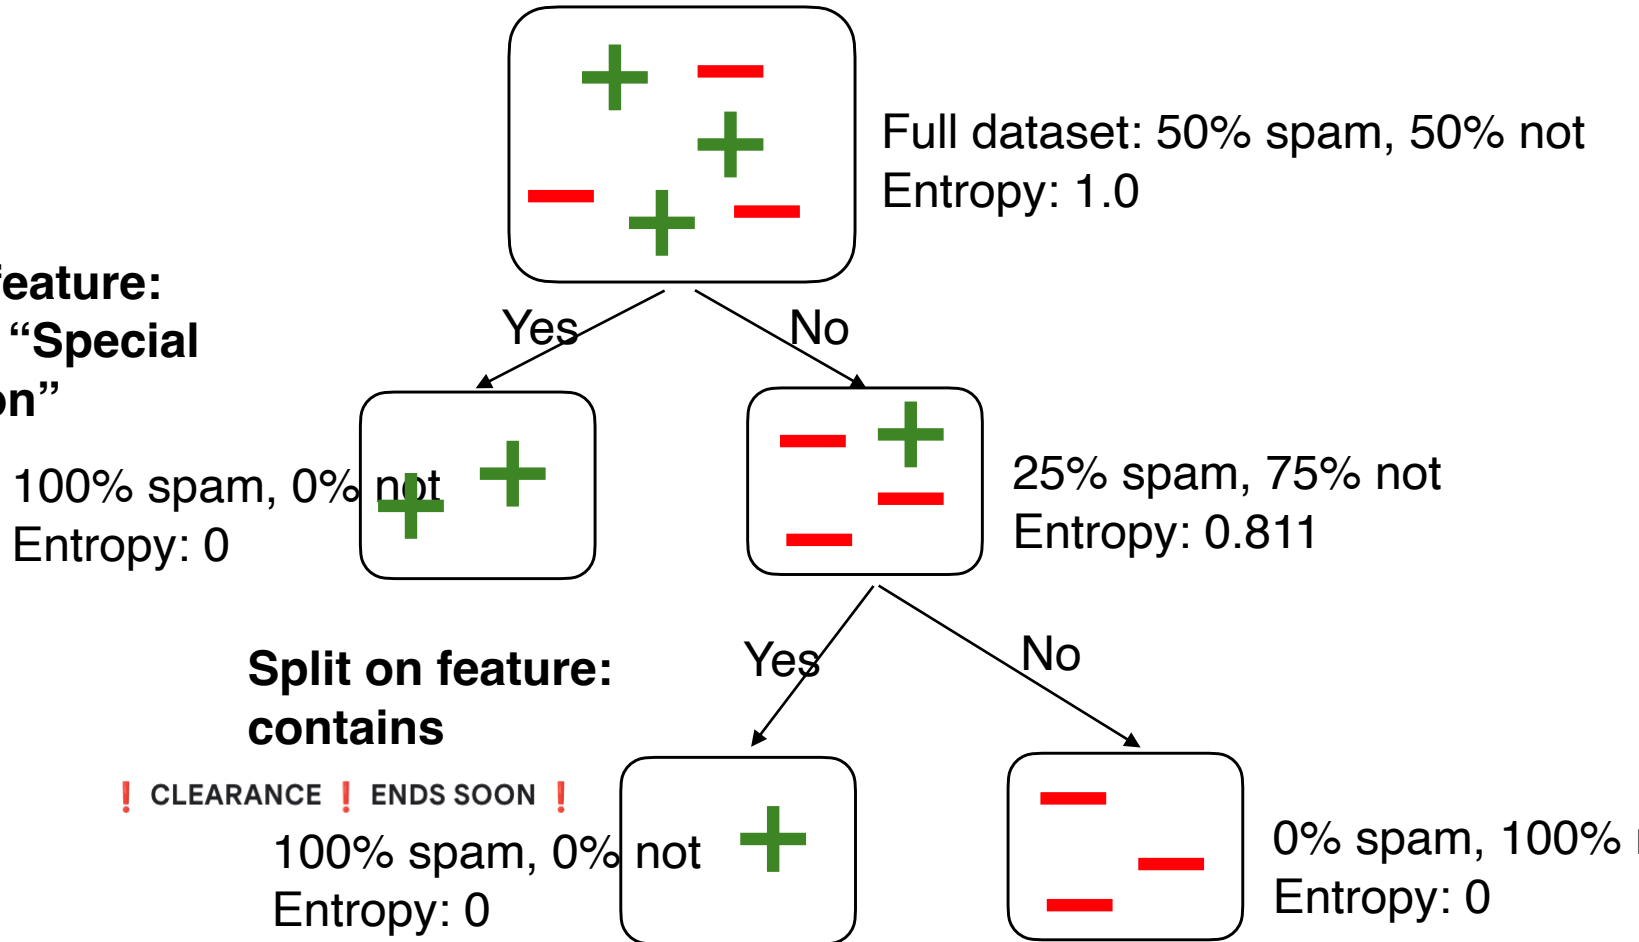 Full dataset: 50% spam, 50% not
Entropy: 1.0
feature:
“Special
on”
Yes
No
100% spam, 0% not
Entropy: 0
25% spam, 75% not
Entropy: 0.811
Split on feature:
contains
❗ CLEARANCE ❗ ENDS SOON ❗
Yes
No
100% spam, 0% not
Entropy: 0
0% spam, 100%
Entropy: 0